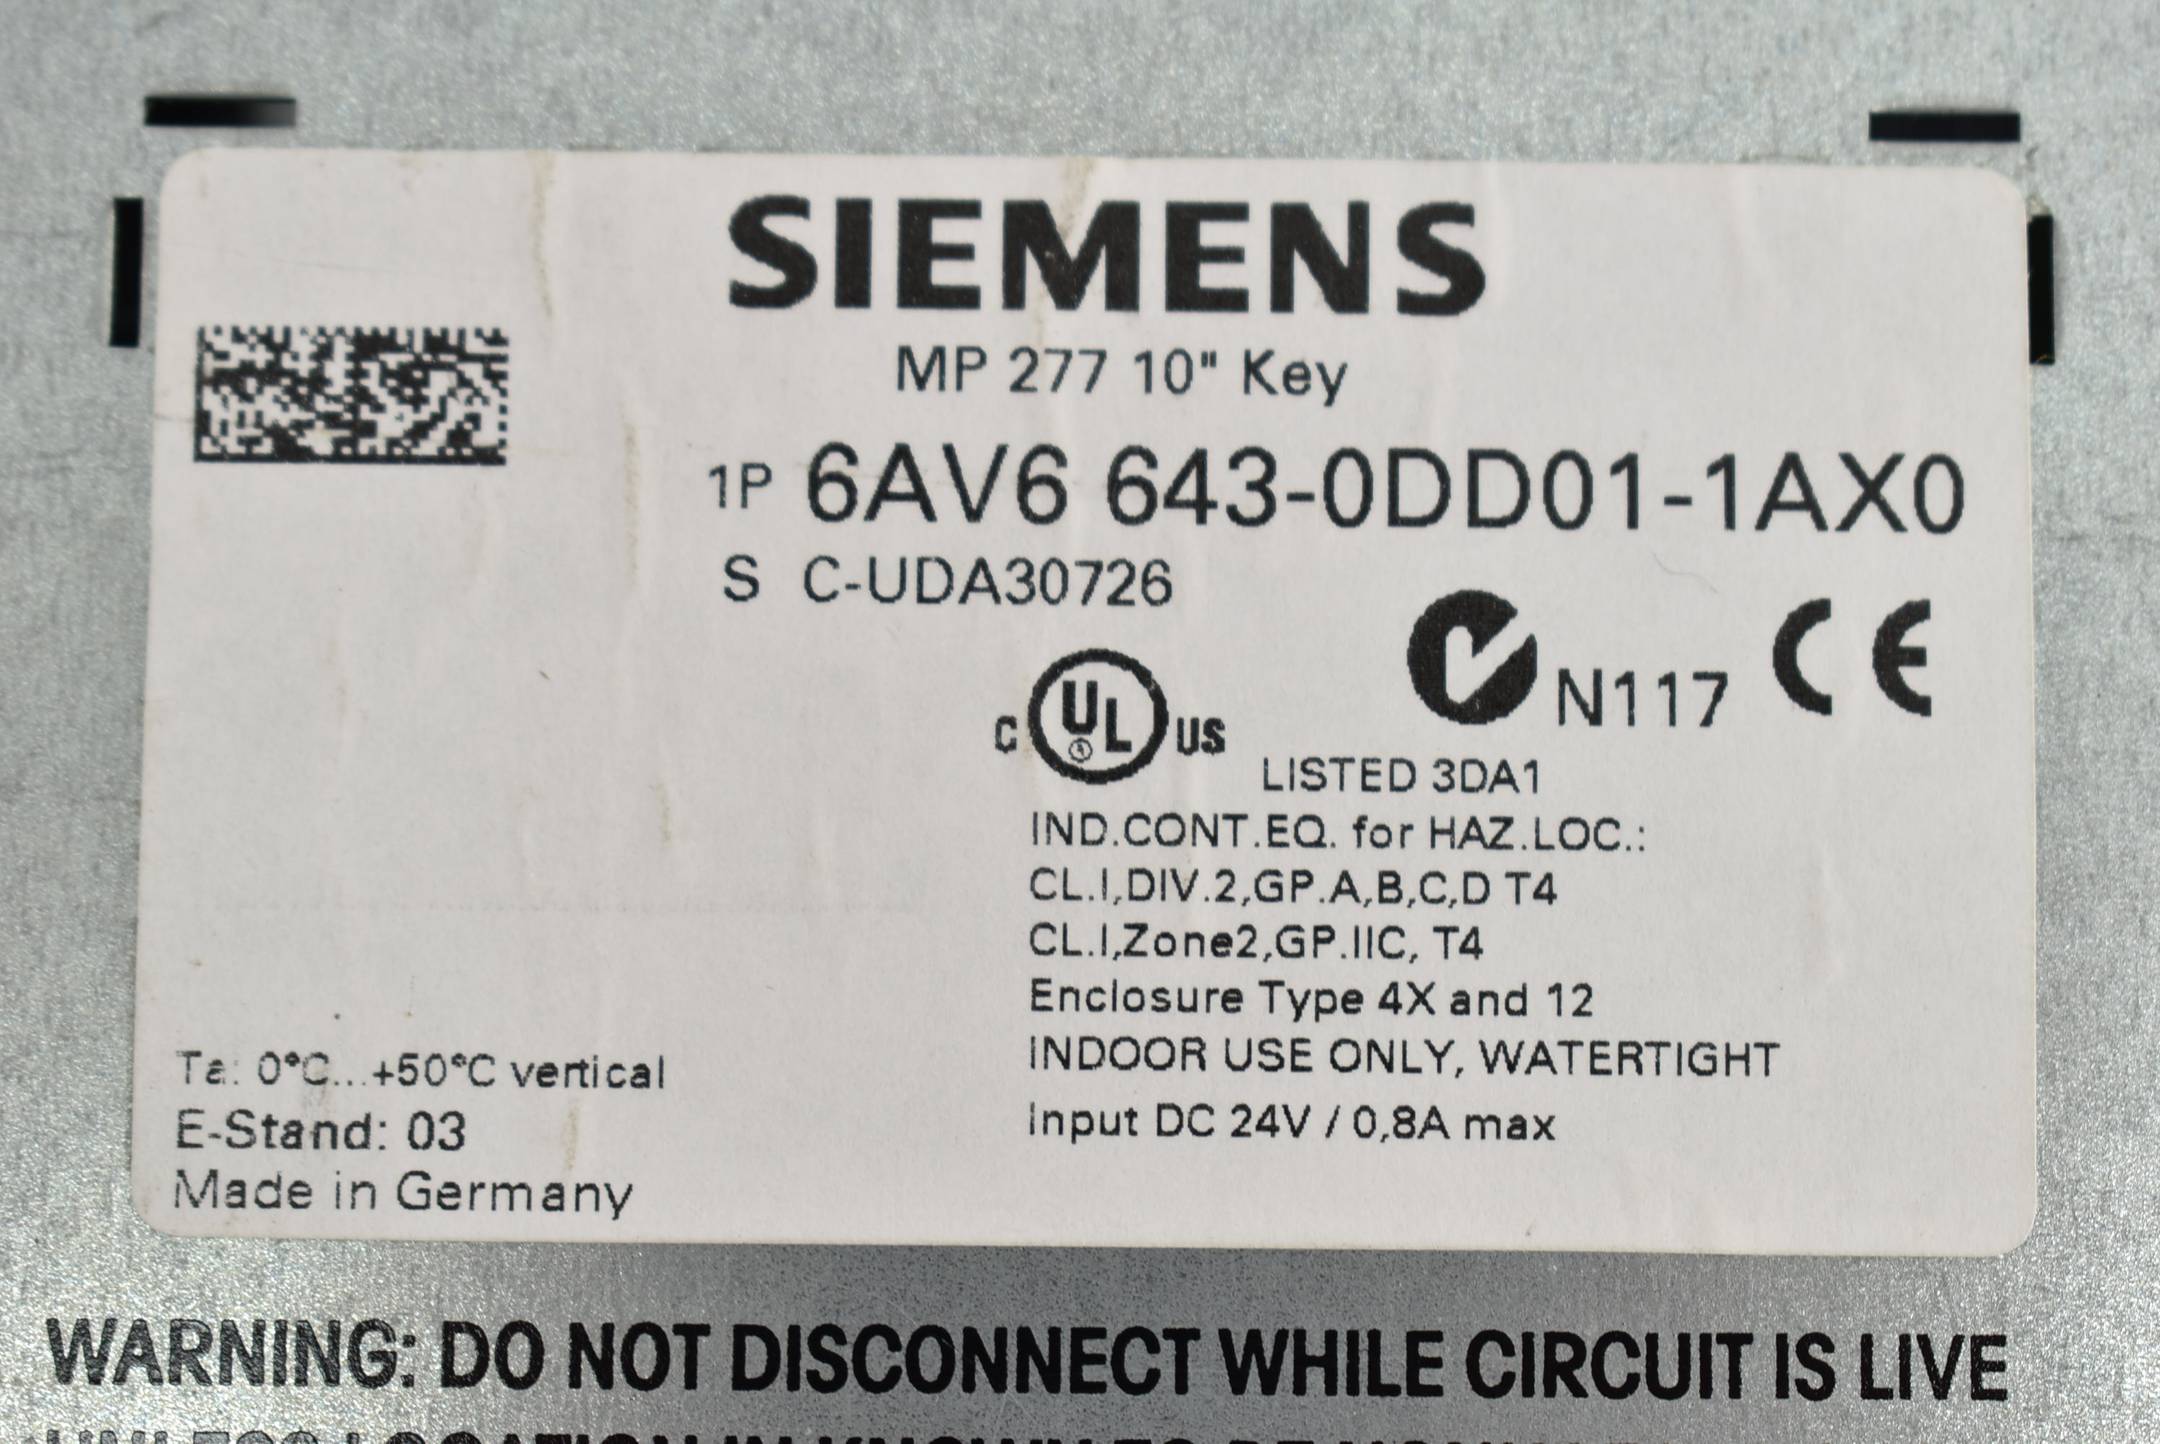 SIEMENS
MP 277 10" Key
1P 6AV6 643-0DD01-1AX0
S C-UDA30726
N117 CE
C UL US
LISTED 3DA1
IND.CONT.EQ. for HAZ.LOC.:
CL.I,DIV.2,GP.A,B,C,D T4
CL.I,Zone2,GP.IIC, T4
Enclosure Type 4X and 12
INDOOR USE ONLY, WATERTIGHT
Input DC 24V / 0,8A max
Ta: 0°C...+50°C vertical
E-Stand: 03
Made in Germany
WARNING: DO NOT DISCONNECT WHILE CIRCUIT IS LIVE